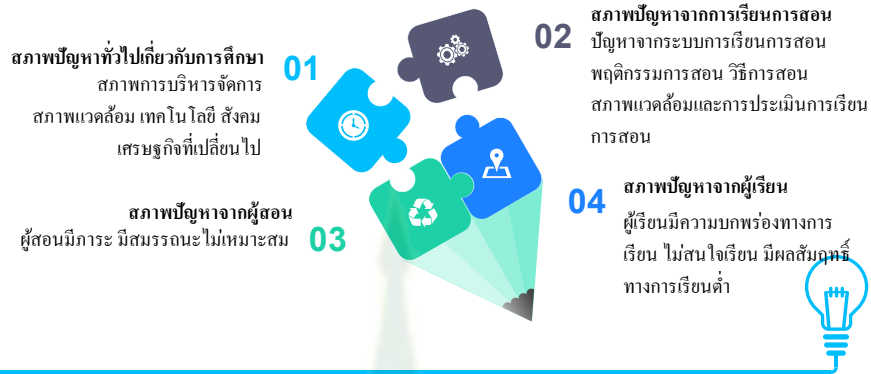 สภาพปัญหาทั่วไปเกี่ยวกับการศึกษา
สภาพการบริหารจัดการ
สภาพแวดล้อม เทคโนโลยี สังคม
เศรษฐกิจที่เปลี่ยนไป
01
02
สภาพปัญหาจากการเรียนการสอน
ปัญหาจากระบบการเรียนการสอน
พฤติกรรมการสอน วิธีการสอน
สภาพแวดล้อมและการประเมินการเรียน
การสอน
สภาพปัญหาจากผู้สอน
ผู้สอนมีภาระ มีสมรรถนะไม่เหมาะสม
03
04
สภาพปัญหาจากผู้เรียน
ผู้เรียนมีความบกพร่องทางการ
เรียน ไม่สนใจเรียน มีผลสัมฤทธิ์
ทางการเรียนต่ำ